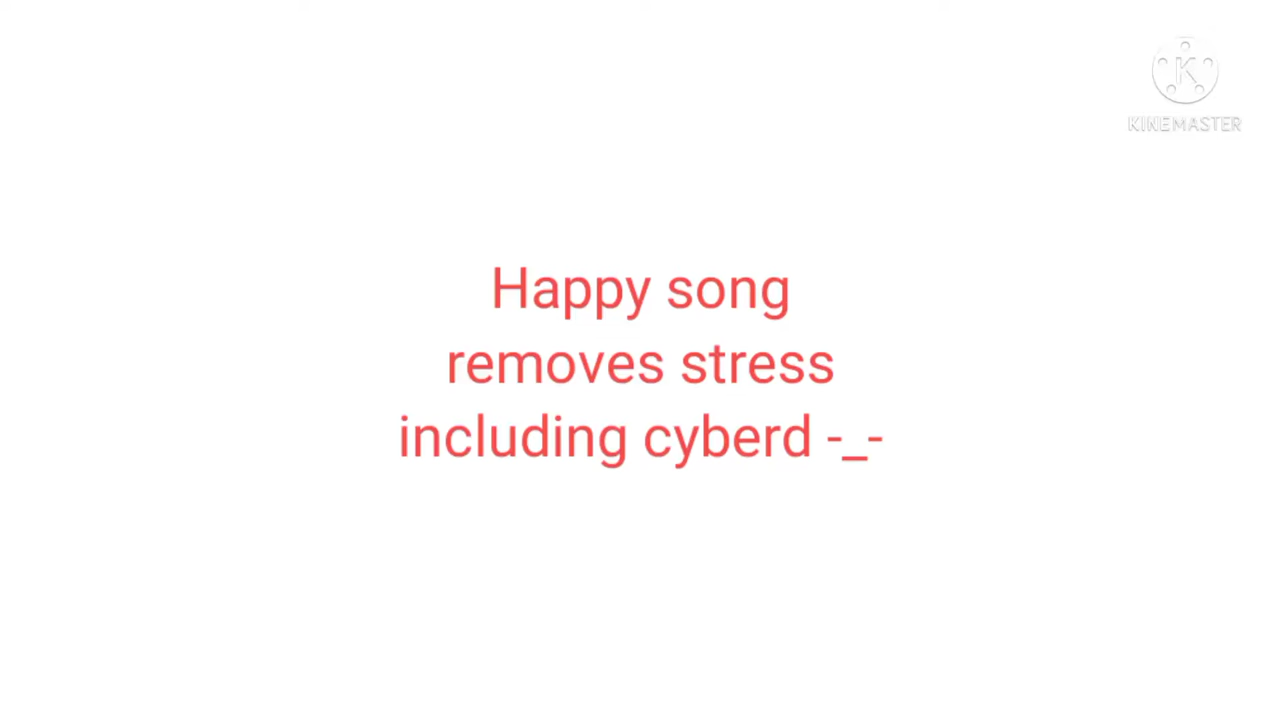 KINEMASTER
Happy song
removes stress
including cyberd -_-